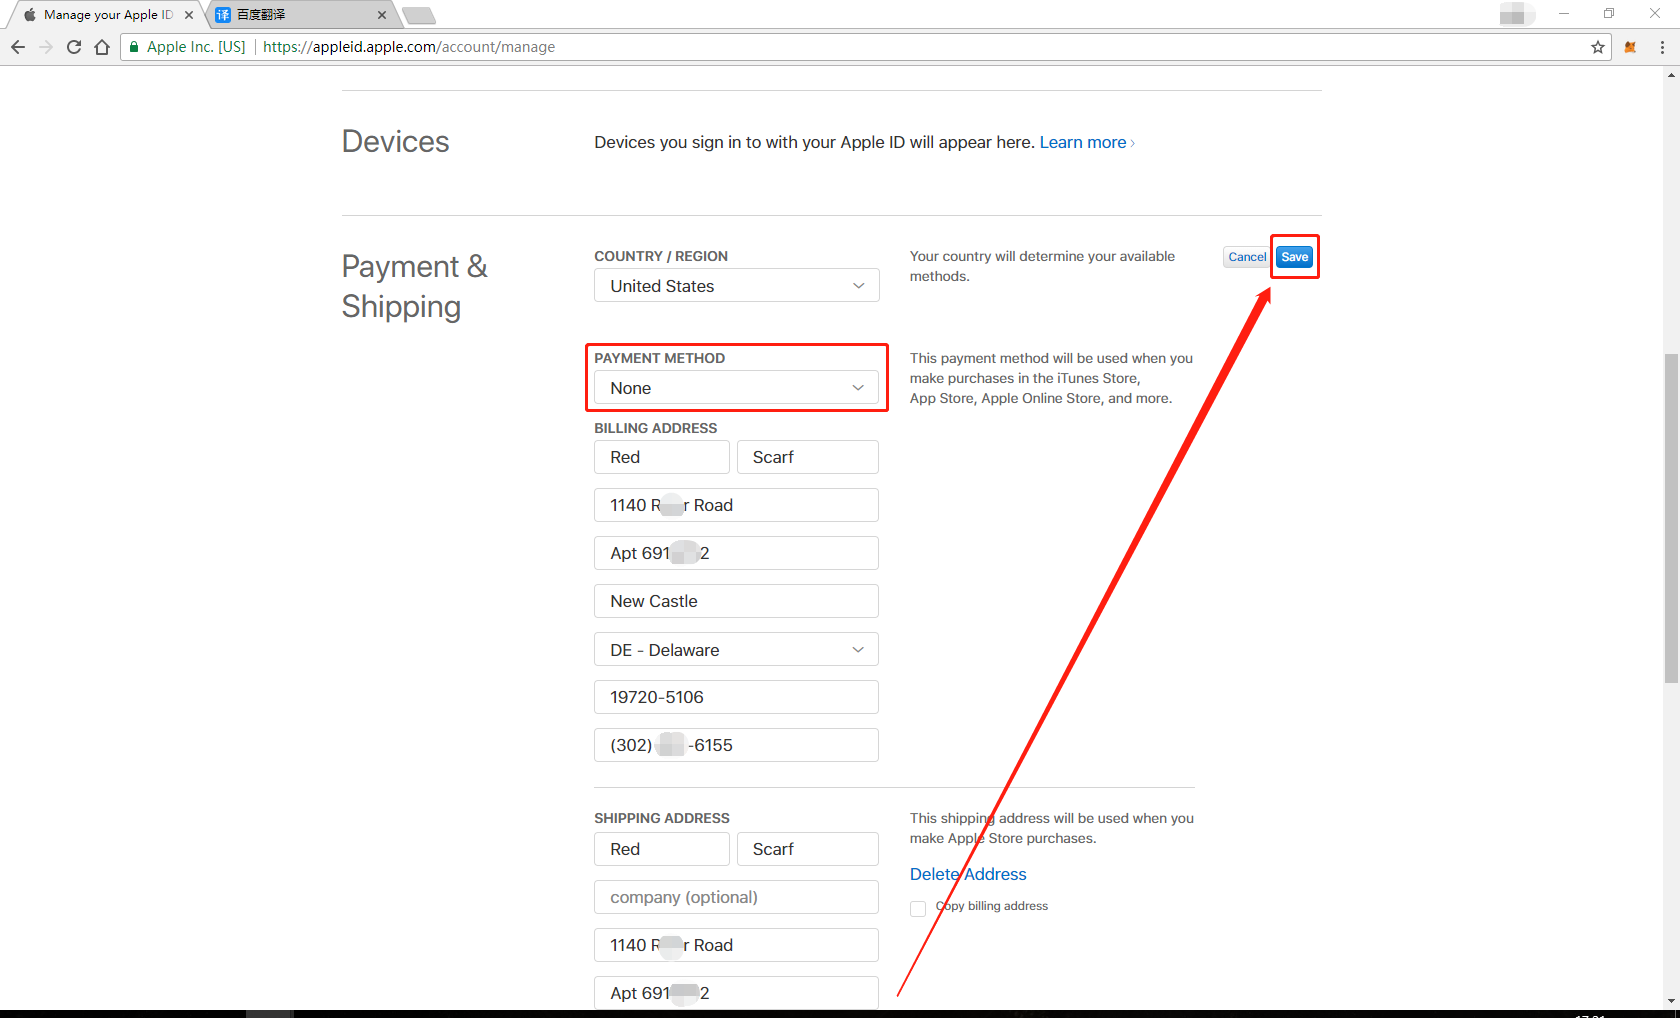 Manage your Apple ID
百度翻译
Apple Inc. [US]
https://appleid.apple.com/account/manage
Devices
Devices you sign in to with your Apple ID will appear here. Learn more ›
Payment &
Shipping
COUNTRY / REGION
United States
Your country will determine your available
methods.
Cancel
Save
PAYMENT METHOD
None
This payment method will be used when you
make purchases in the iTunes Store,
App Store, Apple Online Store, and more.
BILLING ADDRESS
Red
Scarf
1140 R r Road
Apt 691 2
New Castle
DE - Delaware
19720-5106
(302) -6155
SHIPPING ADDRESS
Red
Scarf
This shipping address will be used when you
make Apple Store purchases.
Delete Address
company (optional)
Copy billing address
1140 R r Road
Apt 691 2